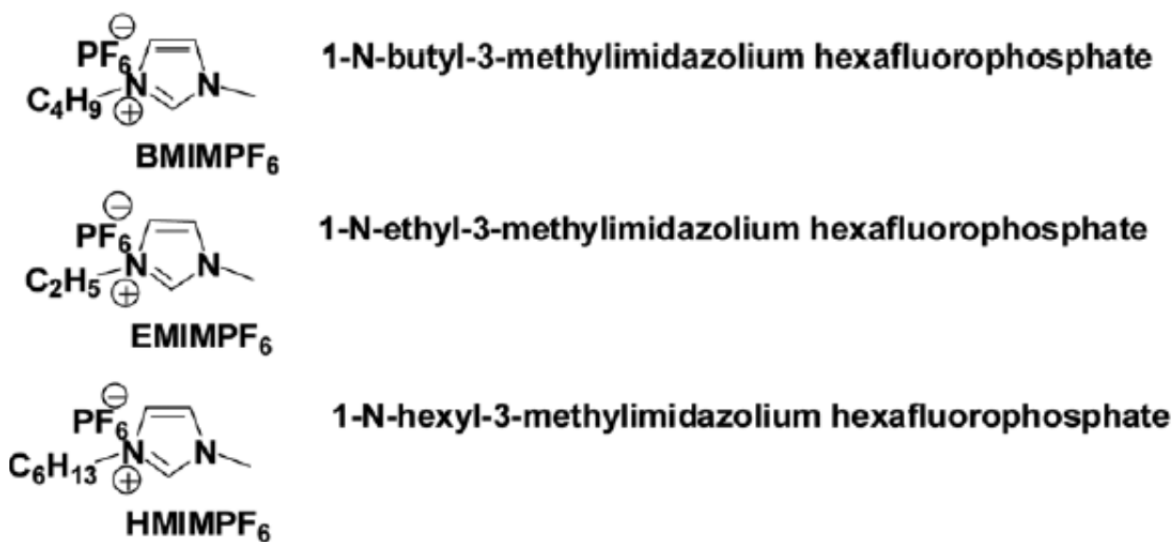 PF6⊖
1-N-butyl-3-methylimidazolium hexafluorophosphate
C4H9 N⊕ N
BMIMPF6
PF6⊖
1-N-ethyl-3-methylimidazolium hexafluorophosphate
C2H5 N⊕ N
EMIMPF6
PF6⊖
1-N-hexyl-3-methylimidazolium hexafluorophosphate
C6H13 N⊕ N
HMIMPF6